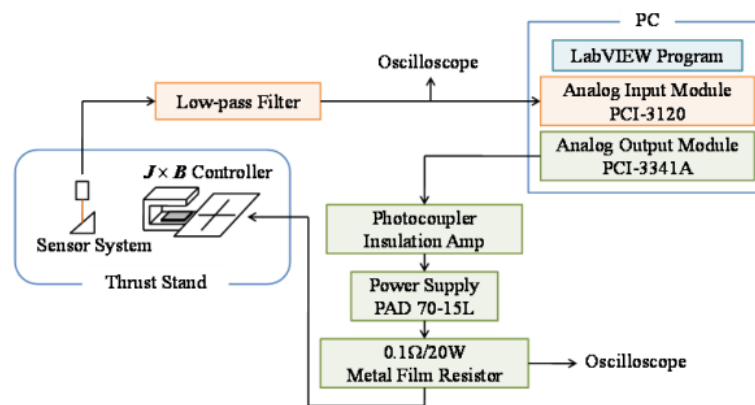 PC
LabVIEW Program
Oscilloscope
Low-pass Filter
Analog Input Module
PCI-3120
Analog Output Module
PCI-3341A
J × B Controller
Sensor System
Thrust Stand
Photocoupler
Insulation Amp
Power Supply
PAD 70-15L
0.1Ω/20W
Metal Film Resistor
Oscilloscope